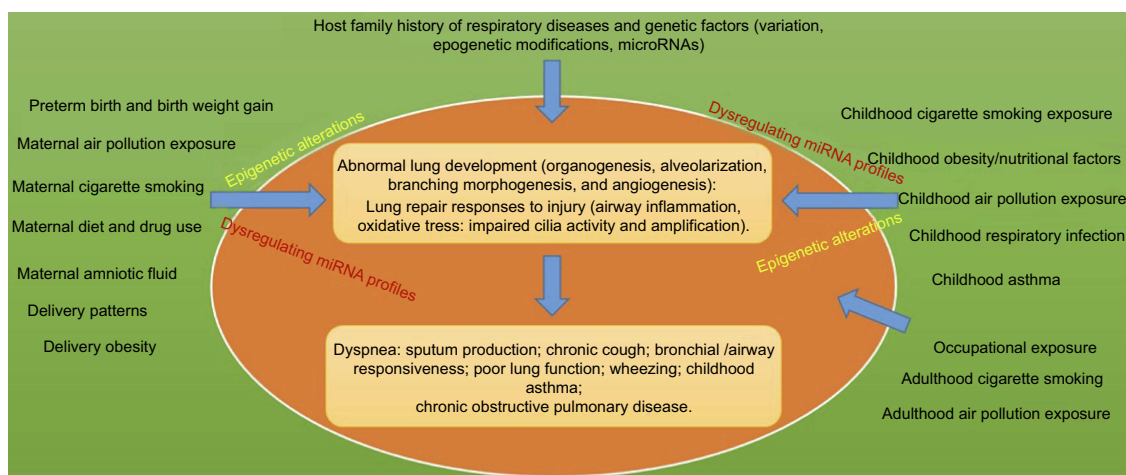 Host family history of respiratory diseases and genetic factors (variation,
epogenetic modifications, microRNAs)
Preterm birth and birth weight gain
Maternal air pollution exposure
Maternal cigarette smoking
Maternal diet and drug use
Maternal amniotic fluid
Delivery patterns
Delivery obesity
Epigenetic alterations
Dysregulating miRNA profiles
Abnormal lung development (organogenesis, alveolarization,
branching morphogenesis, and angiogenesis):
Lung repair responses to injury (airway inflammation,
oxidative tress: impaired cilia activity and amplification).
Dyspnea: sputum production; chronic cough; bronchial /airway
responsiveness; poor lung function; wheezing; childhood
asthma;
chronic obstructive pulmonary disease.
Dysregulating miRNA profiles
Epigenetic alterations
Childhood cigarette smoking exposure
Childhood obesity/nutritional factors
Childhood air pollution exposure
Childhood respiratory infection
Childhood asthma
Occupational exposure
Adulthood cigarette smoking
Adulthood air pollution exposure